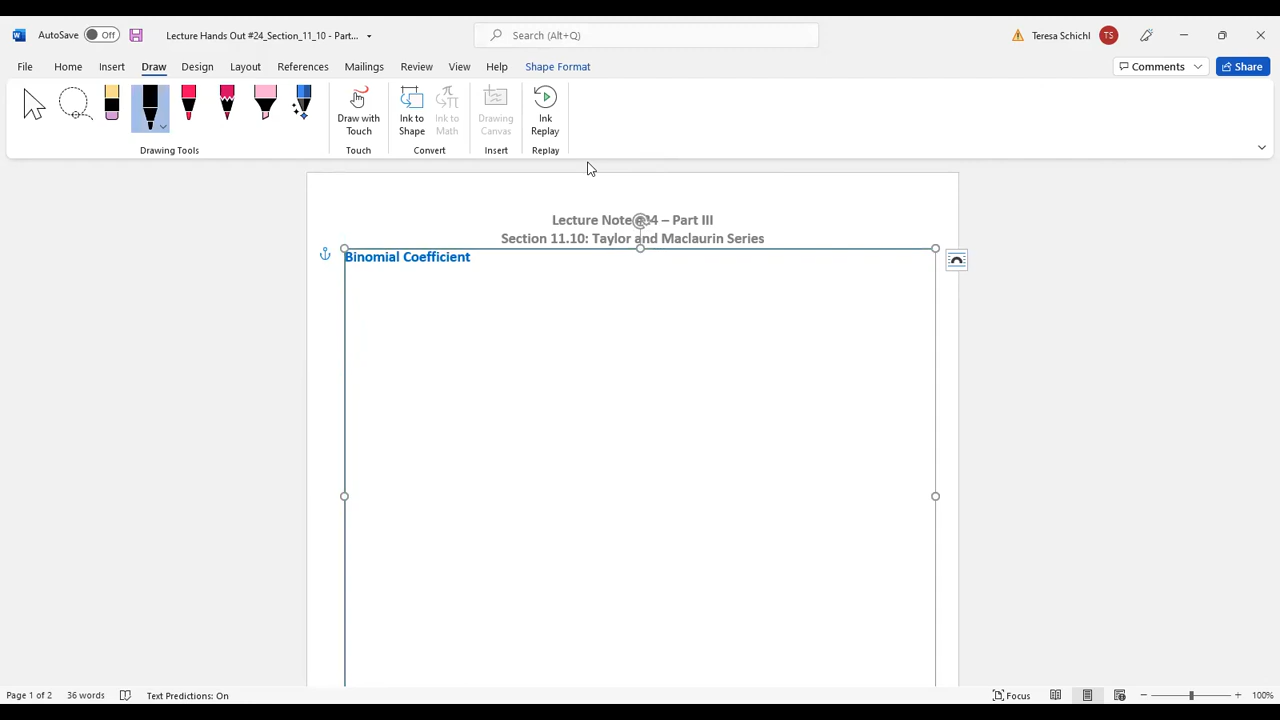 AutoSave Off Lecture Hands Out #24_Section_11_10 - Part... Search (Alt+Q) Teresa Schichl TS
File Home Insert Draw Design Layout References Mailings Review View Help Shape Format Comments Share
Draw with Touch
Ink to Shape
Ink to Math
Drawing Canvas
Ink Replay
Drawing Tools Touch Convert Insert Replay
Lecture Note – Part III
Section 11.10: Taylor and Maclaurin Series
Binomial Coefficient
Page 1 of 2 36 words Text Predictions: On Focus 100%